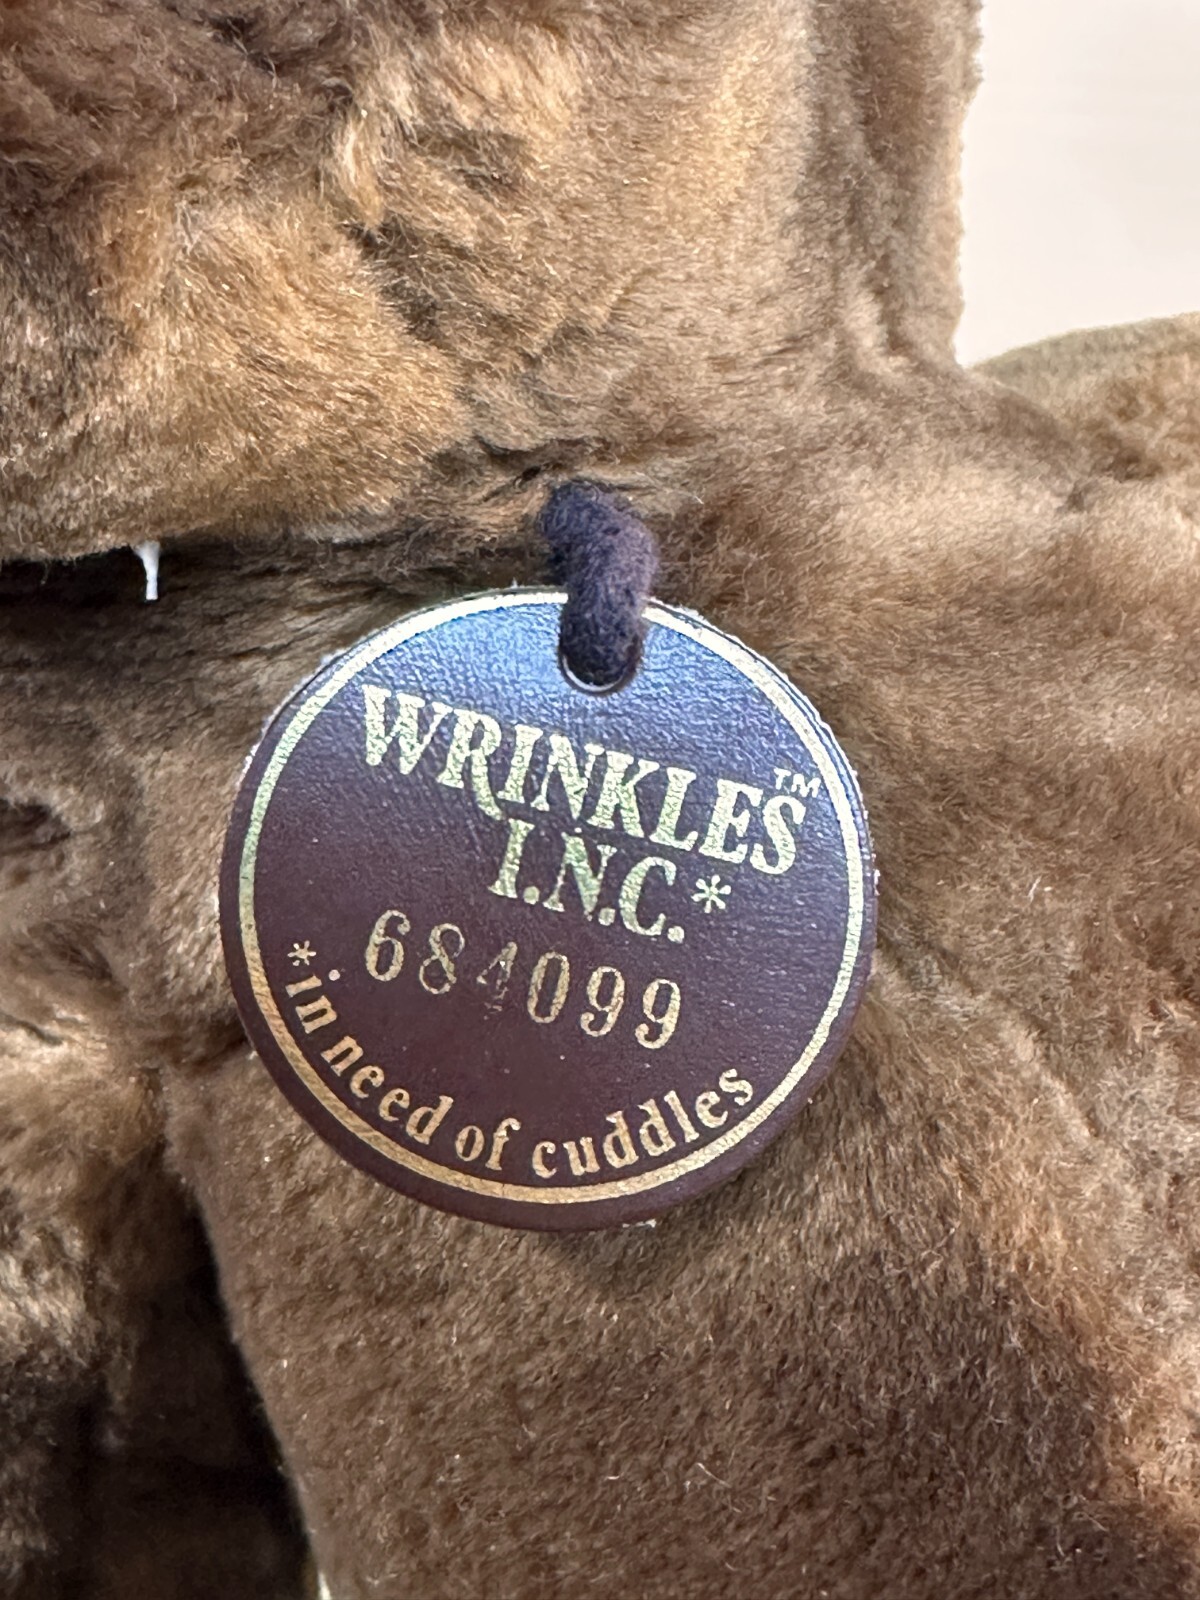 WRINKLES™
I.N.C.*
684099
*in need of cuddles